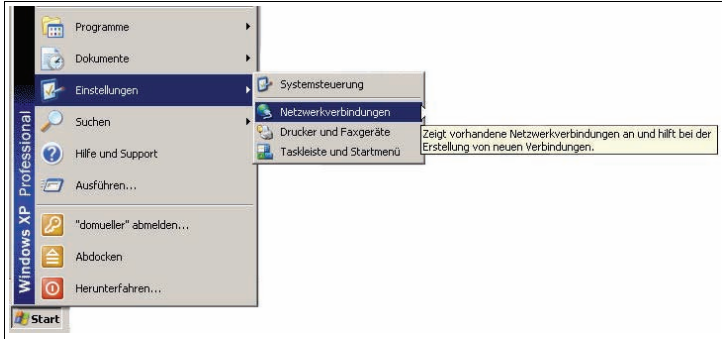 Programme
Dokumente
Einstellungen
Suchen
Hilfe und Support
Ausführen...
"domueller" abmelden...
Abdocken
Herunterfahren...
Systemsteuerung
Netzwerkverbindungen
Drucker und Faxgeräte
Taskleiste und Startmenü
Zeigt vorhandene Netzwerkverbindungen an und hilft bei der
Erstellung von neuen Verbindungen.
Windows XP Professional
Start